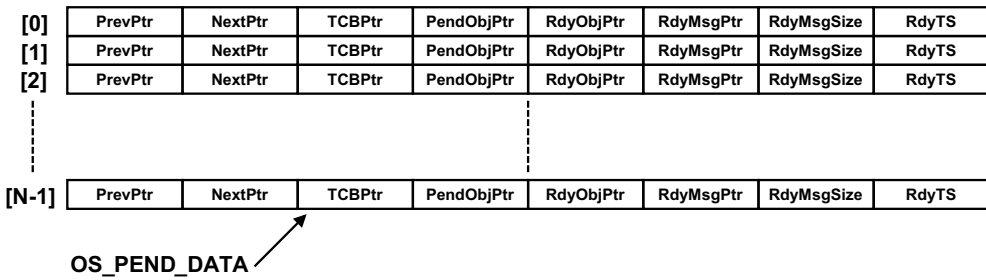 [0] PrevPtr NextPtr TCBPtr PendObjPtr RdyObjPtr RdyMsgPtr RdyMsgSize RdyTS
[1] PrevPtr NextPtr TCBPtr PendObjPtr RdyObjPtr RdyMsgPtr RdyMsgSize RdyTS
[2] PrevPtr NextPtr TCBPtr PendObjPtr RdyObjPtr RdyMsgPtr RdyMsgSize RdyTS
[N-1] PrevPtr NextPtr TCBPtr PendObjPtr RdyObjPtr RdyMsgPtr RdyMsgSize RdyTS
OS_PEND_DATA